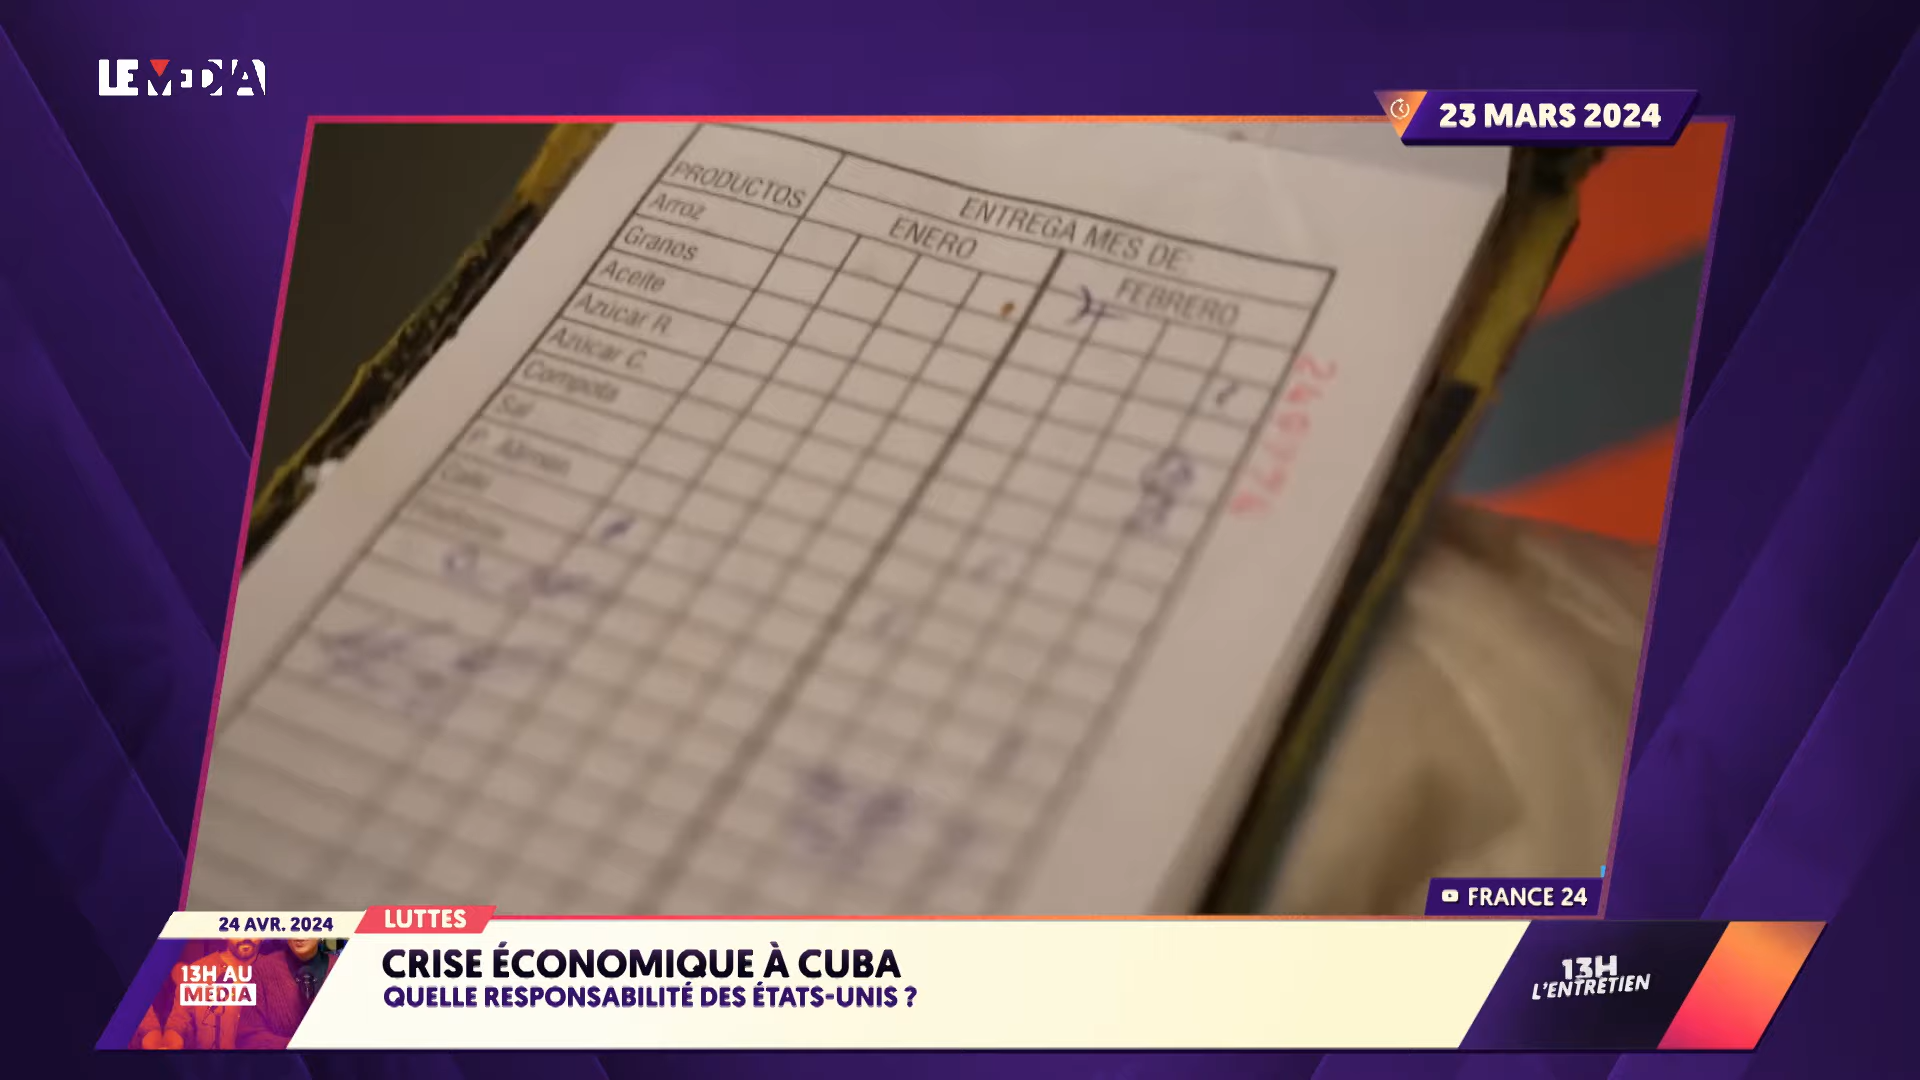 LE MEDIA
23 MARS 2024
PRODUCTOS
ENTREGA MES DE:
ENERO
FEBRERO
Arroz
Granos
Aceite
Azúcar R.
Azúcar C.
Compota
Sal
FRANCE 24
24 AVR. 2024
LUTTES
13H AU
MÉDIA
CRISE ÉCONOMIQUE À CUBA
QUELLE RESPONSABILITÉ DES ÉTATS-UNIS ?
13H
L'ENTRETIEN